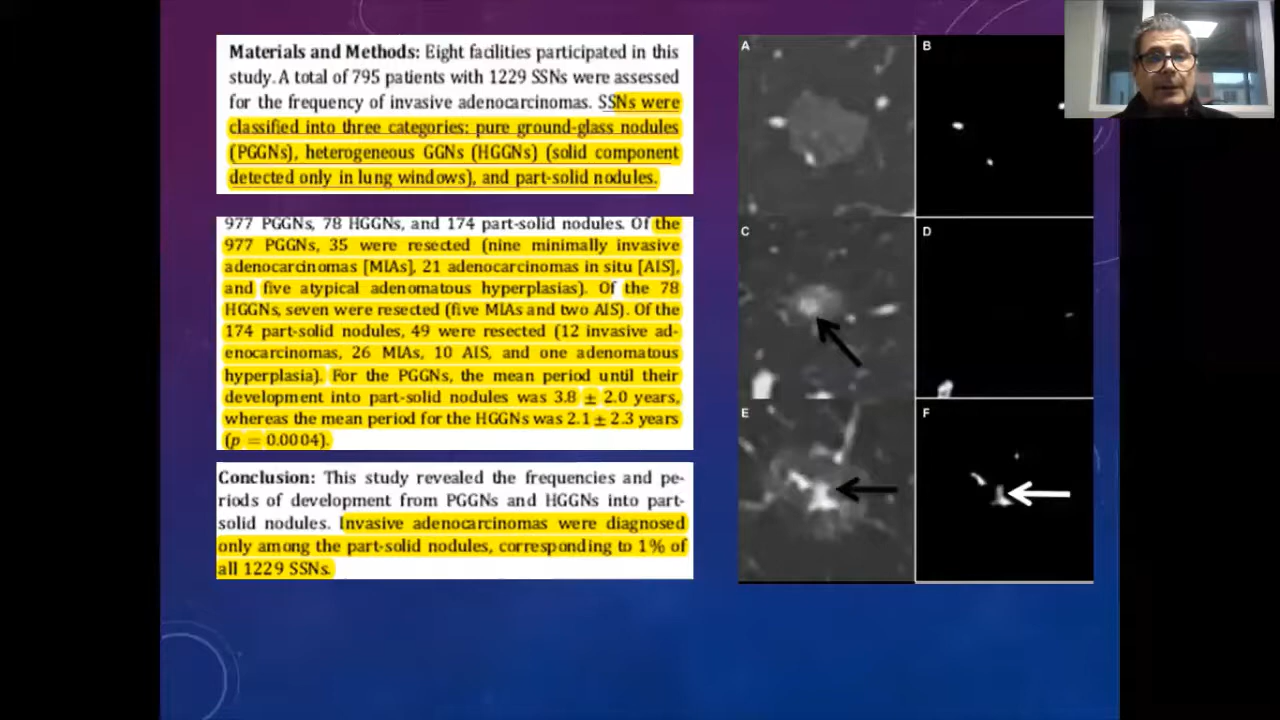 Materials and Methods: Eight facilities participated in this
study. A total of 795 patients with 1229 SSNs were assessed
for the frequency of invasive adenocarcinomas. SSNs were
classified into three categories: pure ground-glass nodules
(PGGNs), heterogeneous GGNs (HGGNs) (solid component
detected only in lung windows), and part-solid nodules.
977 PGGNs, 78 HGGNs, and 174 part-solid nodules. Of the
977 PGGNs, 35 were resected (nine minimally invasive
adenocarcinomas [MIAs], 21 adenocarcinomas in situ [AIS],
and five atypical adenomatous hyperplasias). Of the 78
HGGNs, seven were resected (five MIAs and two AIS). Of the
174 part-solid nodules, 49 were resected (12 invasive ad-
enocarcinomas, 26 MIAs, 10 AIS, and one adenomatous
hyperplasia). For the PGGNs, the mean period until their
development into part-solid nodules was 3.8 ± 2.0 years,
whereas the mean period for the HGGNs was 2.1 ± 2.3 years
(p = 0.0004).
Conclusion: This study revealed the frequencies and pe-
riods of development from PGGNs and HGGNs into part-
solid nodules. Invasive adenocarcinomas were diagnosed
only among the part-solid nodules, corresponding to 1% of
all 1229 SSNs.
A
B
C
D
E
F